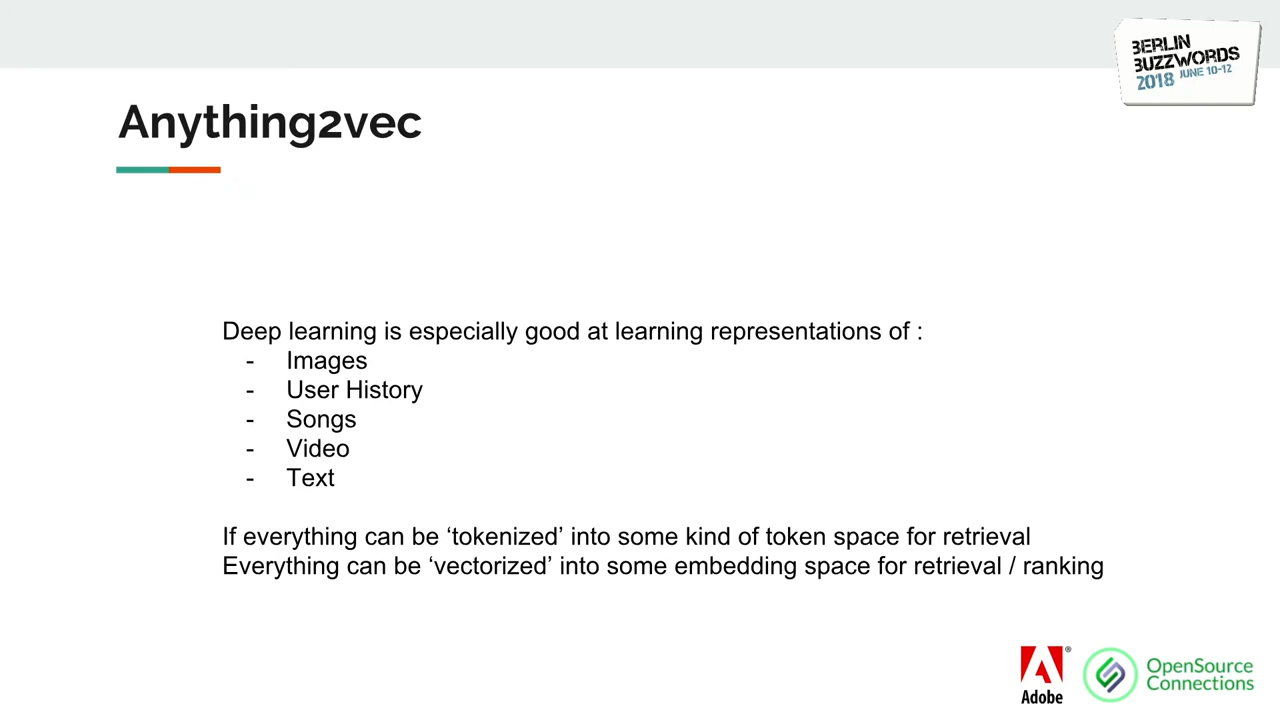 BERLIN
BUZZWORDS
2018 JUNE 10-12
Anything2vec
Deep learning is especially good at learning representations of :
- Images
- User History
- Songs
- Video
- Text
If everything can be ‘tokenized’ into some kind of token space for retrieval
Everything can be ‘vectorized’ into some embedding space for retrieval / ranking
Adobe®
OpenSource
Connections